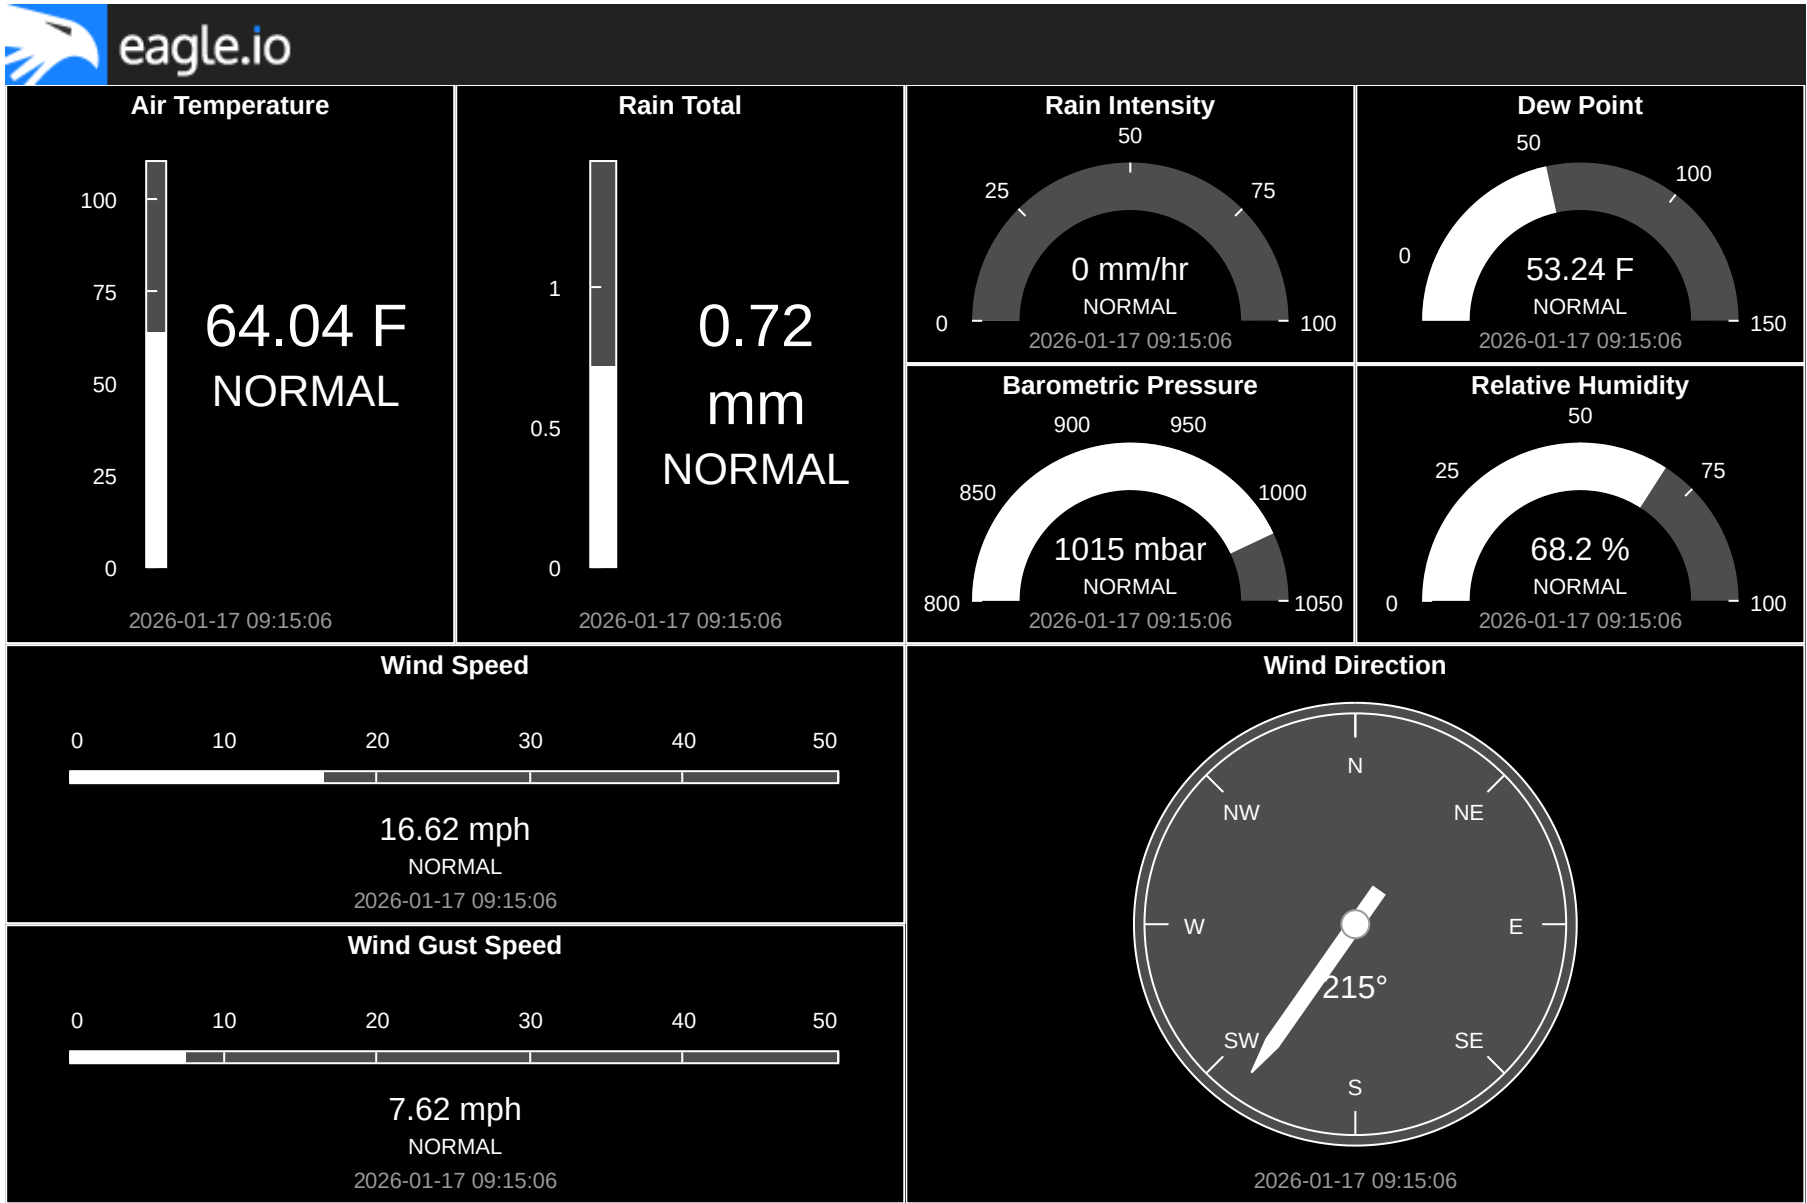 eagle.io
Air Temperature
100
75
50
25
0
64.04 F
NORMAL
2026-01-17 09:15:06
Rain Total
1
0.5
0
0.72
mm
NORMAL
2026-01-17 09:15:06
Rain Intensity
50
25
75
0
100
0 mm/hr
NORMAL
2026-01-17 09:15:06
Dew Point
50
100
0
150
53.24 F
NORMAL
2026-01-17 09:15:06
Barometric Pressure
900
950
850
1000
800
1050
1015 mbar
NORMAL
2026-01-17 09:15:06
Relative Humidity
50
25
75
0
100
68.2 %
NORMAL
2026-01-17 09:15:06
Wind Speed
0 10 20 30 40 50
16.62 mph
NORMAL
2026-01-17 09:15:06
Wind Gust Speed
0 10 20 30 40 50
7.62 mph
NORMAL
2026-01-17 09:15:06
Wind Direction
N
NW NE
W E
215°
SW SE
S
2026-01-17 09:15:06